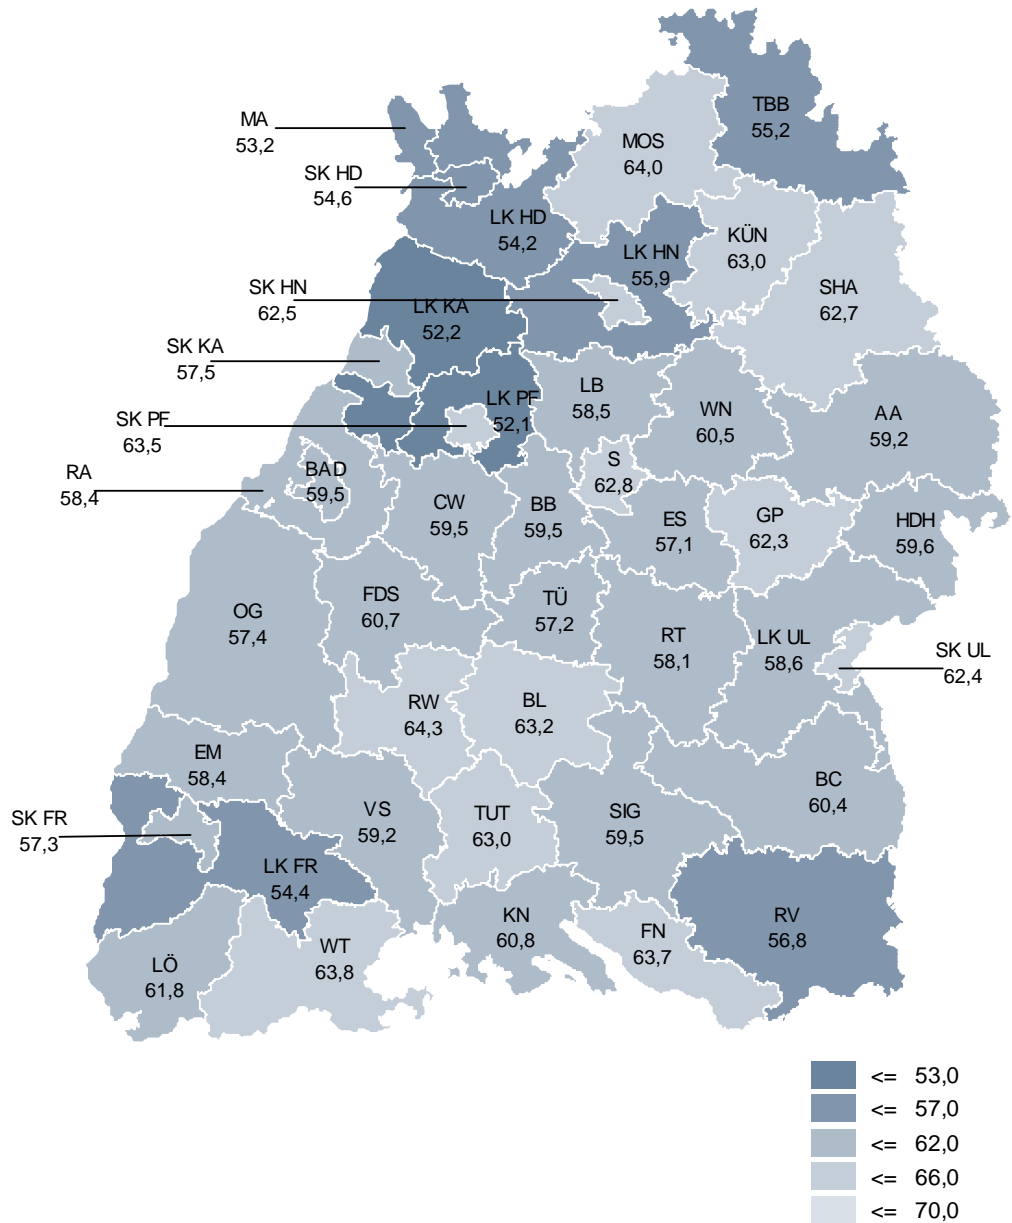 TBB
55,2
MA
53,2
MOS
64,0
SK HD
54,6
LK HD
54,2
KÜN
63,0
LK HN
55,9
SHA
62,7
SK HN
62,5
LK KA
52,2
SK KA
57,5
LB
58,5
LK PF
52,1
WN
60,5
AA
59,2
SK PF
63,5
S
62,8
RA
58,4
BAD
59,5
CW
59,5
BB
59,5
ES
57,1
GP
62,3
HDH
59,6
FDS
60,7
TÜ
57,2
OG
57,4
RT
58,1
LK UL
58,6
SK UL
62,4
RW
64,3
BL
63,2
EM
58,4
BC
60,4
VS
59,2
TUT
63,0
SIG
59,5
SK FR
57,3
LK FR
54,4
KN
60,8
RV
56,8
FN
63,7
WT
63,8
LÖ
61,8
<= 53,0
<= 57,0
<= 62,0
<= 66,0
<= 70,0